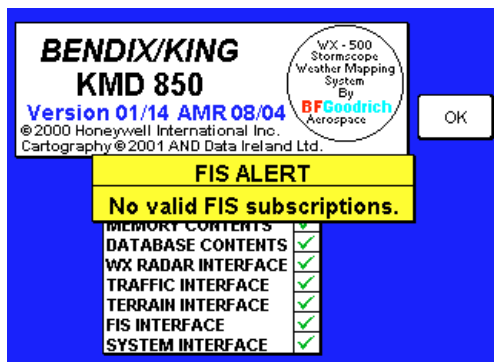 BENDIX/KING
KMD 850
Version 01/14 AMR 08/04
© 2000 Honeywell International Inc.
Cartography © 2001 AND Data Ireland Ltd.
WX - 500
Stormscope
Weather Mapping
System
By
BFGoodrich
Aerospace
OK
FIS ALERT
No valid FIS subscriptions.
MEMORY CONTENTS
DATABASE CONTENTS
WX RADAR INTERFACE
TRAFFIC INTERFACE
TERRAIN INTERFACE
FIS INTERFACE
SYSTEM INTERFACE